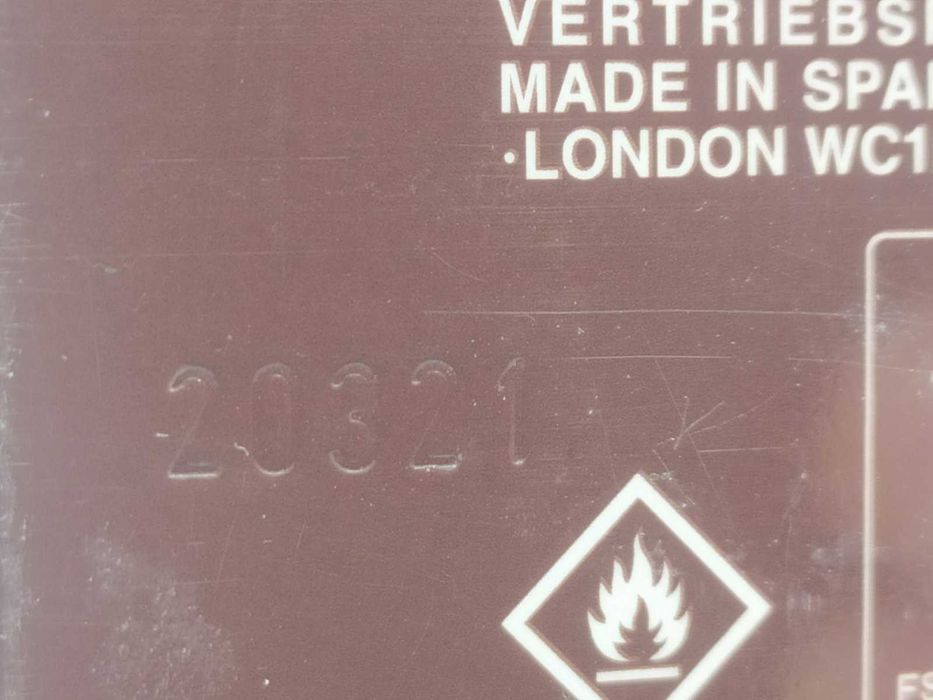 VERTRIEBS
MADE IN SPA
·LONDON WC1
20321